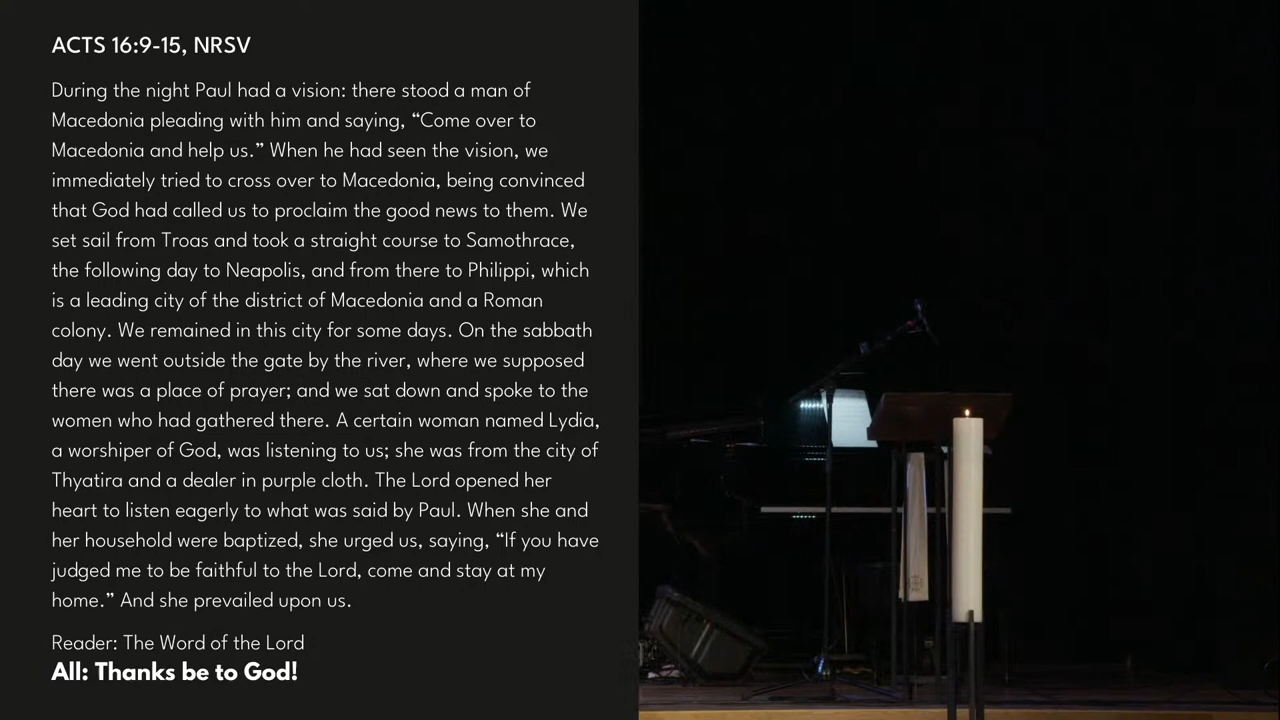 ACTS 16:9-15, NRSV
During the night Paul had a vision: there stood a man of
Macedonia pleading with him and saying, “Come over to
Macedonia and help us.” When he had seen the vision, we
immediately tried to cross over to Macedonia, being convinced
that God had called us to proclaim the good news to them. We
set sail from Troas and took a straight course to Samothrace,
the following day to Neapolis, and from there to Philippi, which
is a leading city of the district of Macedonia and a Roman
colony. We remained in this city for some days. On the sabbath
day we went outside the gate by the river, where we supposed
there was a place of prayer; and we sat down and spoke to the
women who had gathered there. A certain woman named Lydia,
a worshiper of God, was listening to us; she was from the city of
Thyatira and a dealer in purple cloth. The Lord opened her
heart to listen eagerly to what was said by Paul. When she and
her household were baptized, she urged us, saying, “If you have
judged me to be faithful to the Lord, come and stay at my
home.” And she prevailed upon us.
Reader: The Word of the Lord
All: Thanks be to God!